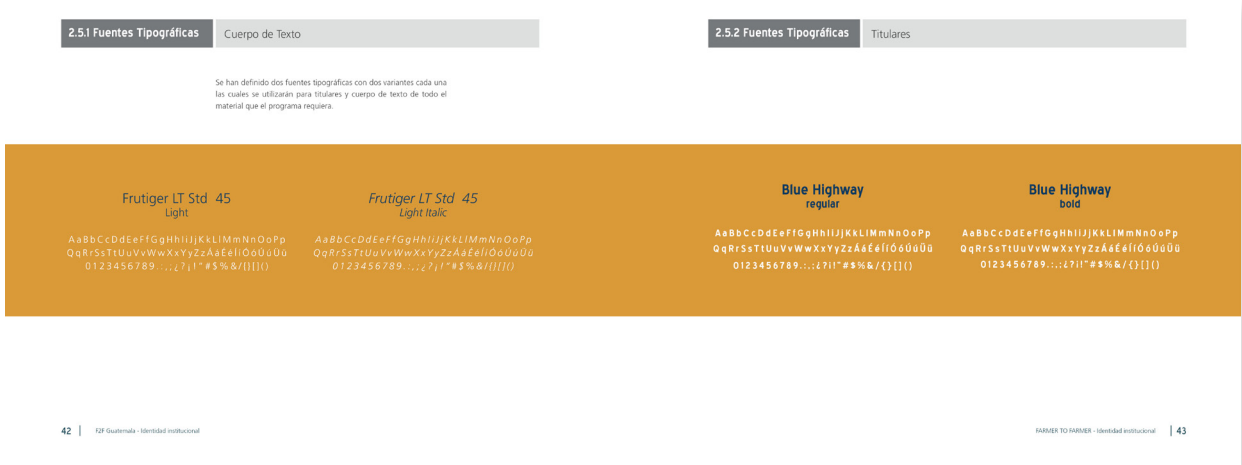 2.5.1 Fuentes Tipográficas
Cuerpo de Texto
Se han definido dos fuentes tipográficas con dos variantes cada una
las cuales se utilizarán para titulares y cuerpo de texto de todo el
material que el programa requiera.
Frutiger LT Std 45
Light
AaBbCcDdEeFfGgHhIiJjKkLlMmNnOoPp
QqRrSsTtUuVvWwXxYyZzÁáÉéÍíÓóÚúÜü
0123456789.:,;¿?¡!"#$%&/{}[]()
Frutiger LT Std 45
Light Italic
AaBbCcDdEeFfGgHhIiJjKkLlMmNnOoPp
QqRrSsTtUuVvWwXxYyZzÁáÉéÍíÓóÚúÜü
0123456789.:,;¿?¡!"#$%&/{}[]()
42 | F2F Guatemala - Identidad institucional
2.5.2 Fuentes Tipográficas
Titulares
Blue Highway
regular
AaBbCcDdEeFfGgHhIiJjKkLlMmNnOoPp
QqRrSsTtUuVvWwXxYyZzÁáÉéÍíÓóÚúÜü
0123456789.:,;¿?¡!"#$%&/{}[]()
Blue Highway
bold
AaBbCcDdEeFfGgHhIiJjKkLlMmNnOoPp
QqRrSsTtUuVvWwXxYyZzÁáÉéÍíÓóÚúÜü
0123456789.:,;¿?¡!"#$%&/{}[]()
FARMER TO FARMER - Identidad institucional | 43